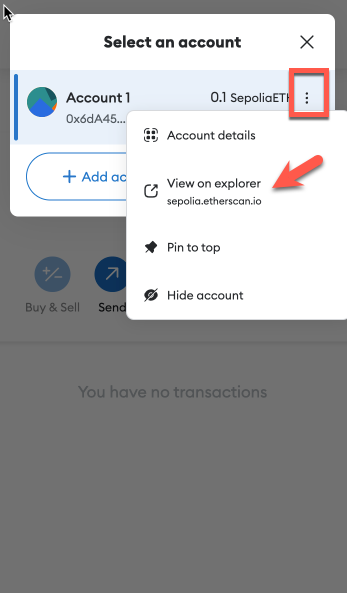 Select an account
Account 1
0.1 SepoliaETH
0x6dA45...
Account details
Add ac
View on explorer
sepolia.etherscan.io
Pin to top
Hide account
Buy & Sell
Send
You have no transactions